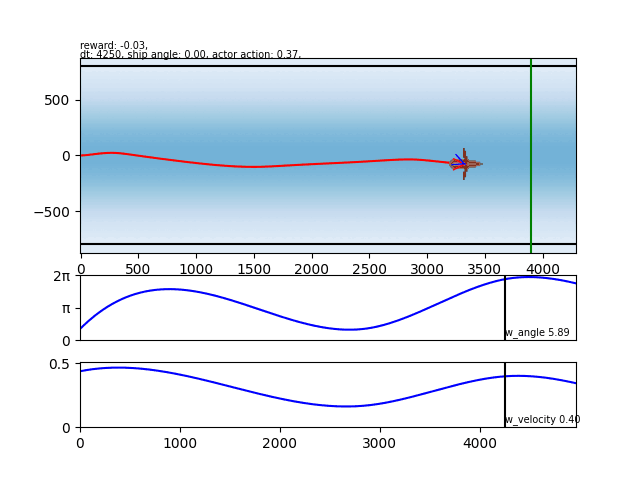 reward: -0.03,
dt: 4250, ship angle: 0.00, actor action: 0.37,
500
0
−500
0 500 1000 1500 2000 2500 3000 3500 4000
2π
π
0
w_angle 5.89
0.5
0
w_velocity 0.40
0 1000 2000 3000 4000